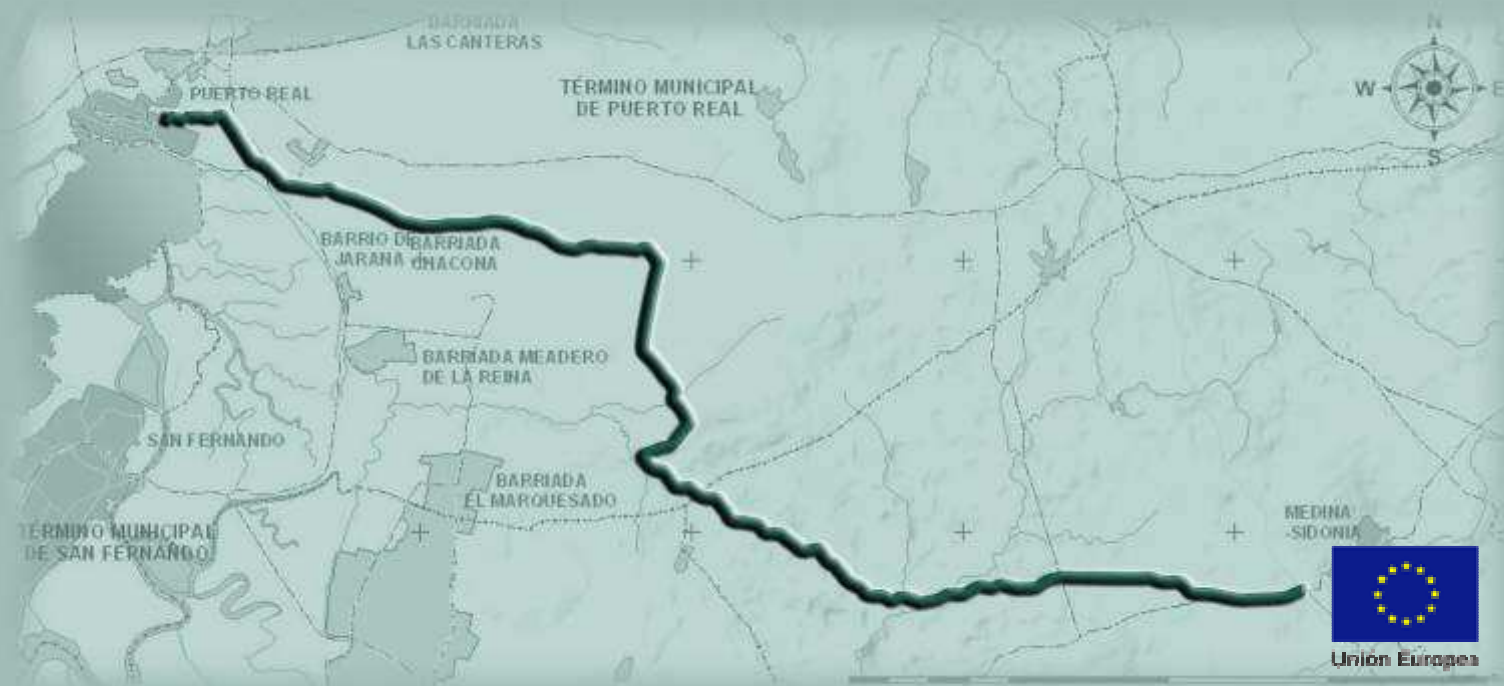 BARRIADA
LAS CANTERAS
N
PUERTO REAL
TÉRMINO MUNICIPAL
DE PUERTO REAL
W
E
S
BARRIO DE
JARANA
BARRIADA
CHACONA
BARRIADA MEADERO
DE LA REINA
SAN FERNANDO
BARRIADA
EL MARQUESADO
TÉRMINO MUNICIPAL
DE SAN FERNANDO
MEDINA
-SIDONIA
Unión Europea